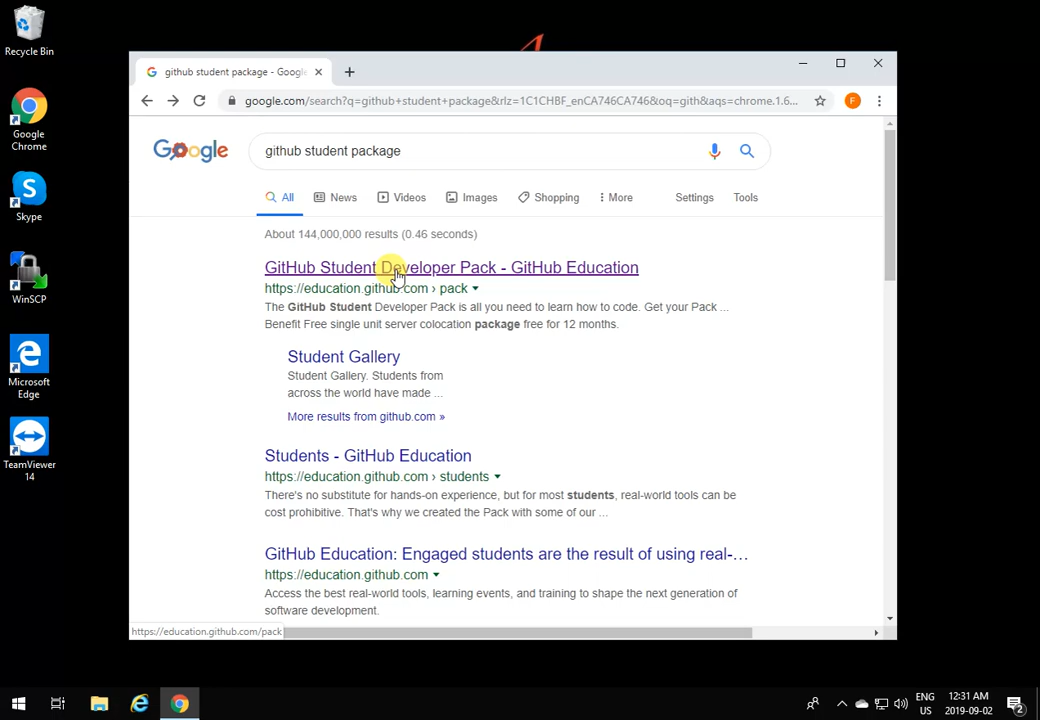 Recycle Bin
Google
Chrome
Skype
WinSCP
Microsoft
Edge
TeamViewer
14
github student package - Google
google.com/search?q=github+student+package&rlz=1C1CHBF_enCA746CA746&oq=gith&aqs=chrome.1.6...
F
Google
github student package
All
News
Videos
Images
Shopping
More
Settings
Tools
About 144,000,000 results (0.46 seconds)
GitHub Student Developer Pack - GitHub Education
https://education.github.com › pack
The GitHub Student Developer Pack is all you need to learn how to code. Get your Pack ...
Benefit Free single unit server colocation package free for 12 months.
Student Gallery
Student Gallery. Students from
across the world have made ...
More results from github.com »
Students - GitHub Education
https://education.github.com › students
There's no substitute for hands-on experience, but for most students, real-world tools can be
cost prohibitive. That's why we created the Pack with some of our ...
GitHub Education: Engaged students are the result of using real-...
https://education.github.com
Access the best real-world tools, learning events, and training to shape the next generation of
software development.
https://education.github.com/pack
ENG
US
12:31 AM
2019-09-02
2